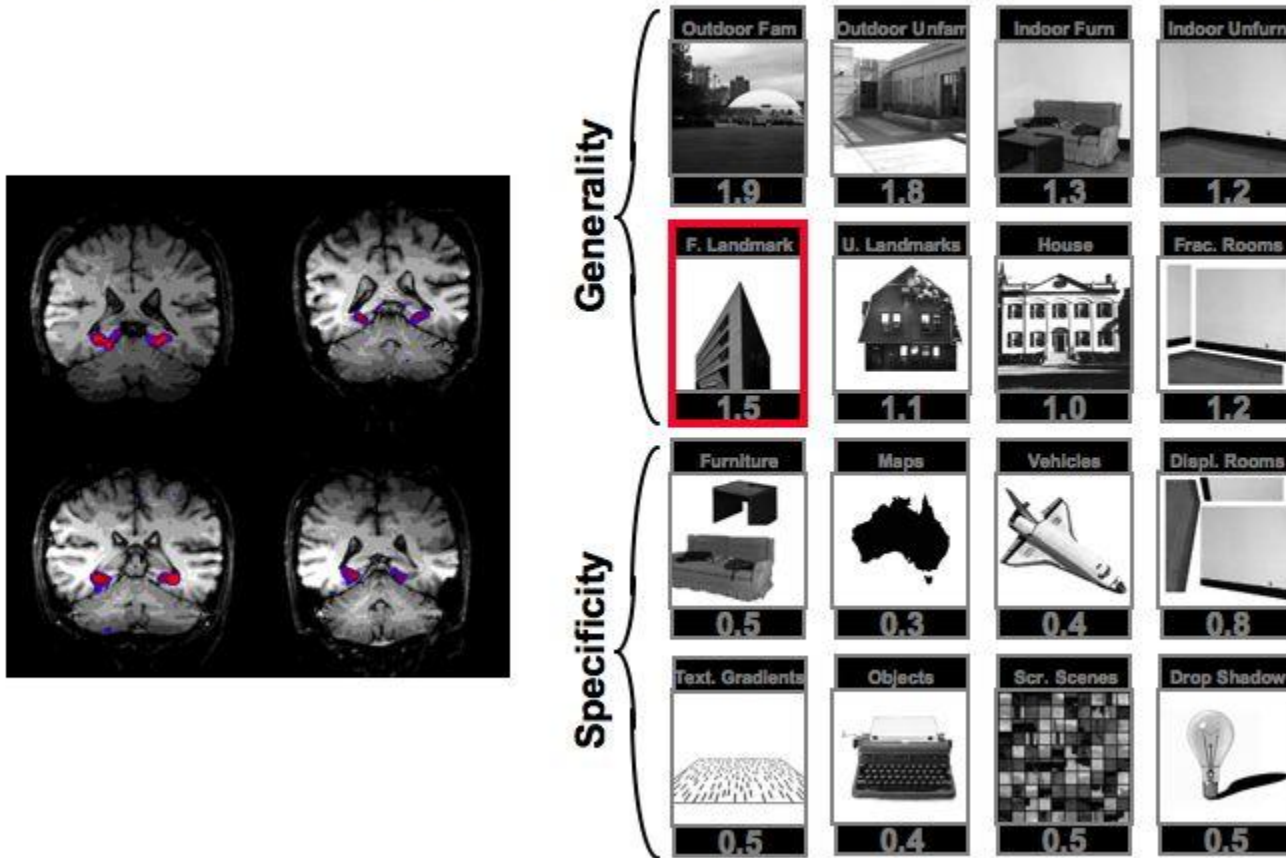 Generality
Outdoor Fam Outdoor Unfam Indoor Furn Indoor Unfurn
1.9 1.8 1.3 1.2
F. Landmark U. Landmarks House Frac. Rooms
1.5 1.1 1.0 1.2
Specificity
Furniture Maps Vehicles Displ. Rooms
0.5 0.3 0.4 0.8
Text. Gradients Objects Scr. Scenes Drop Shadow
0.5 0.4 0.5 0.5